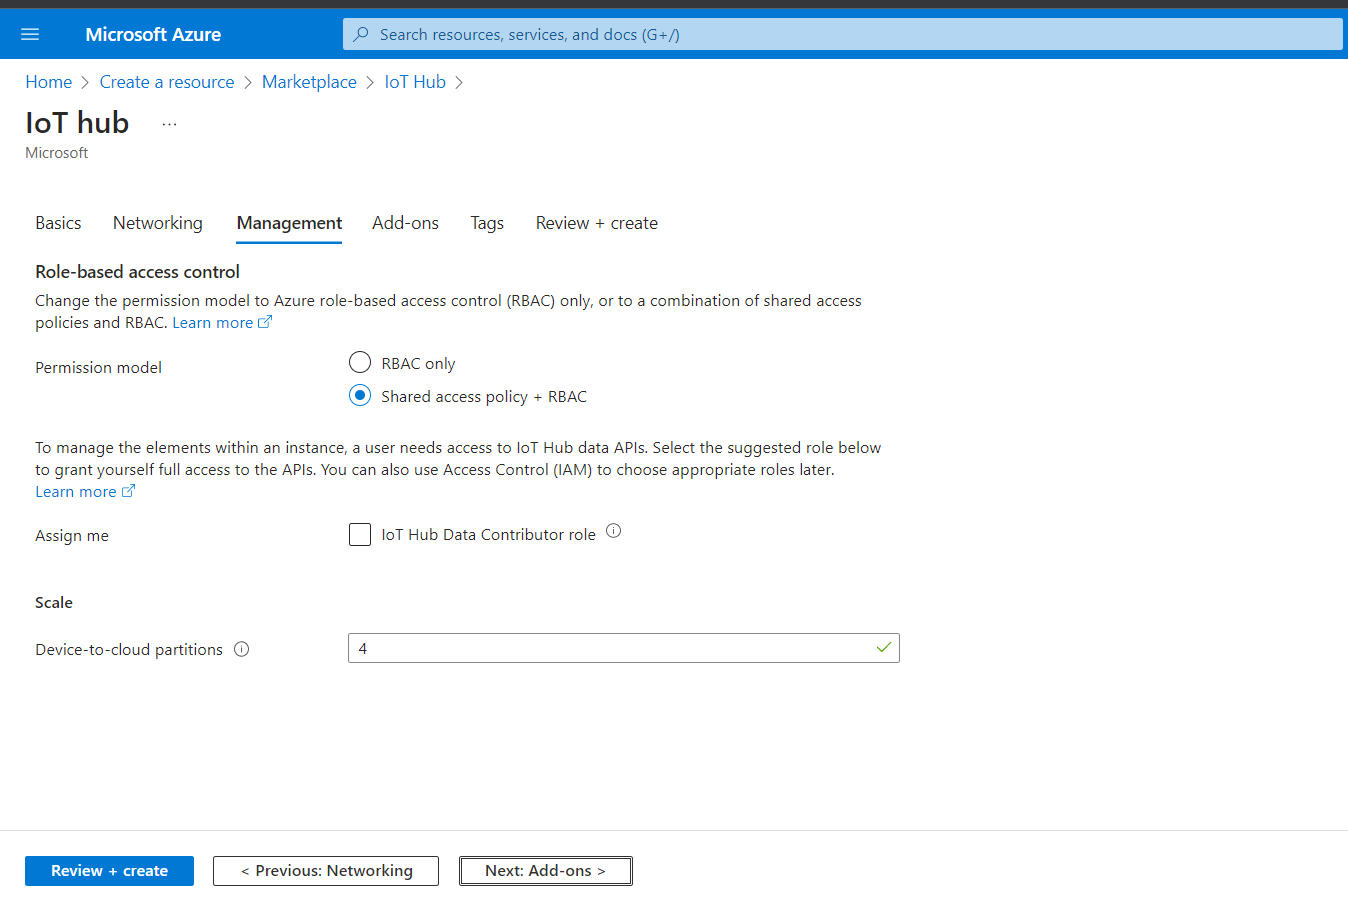 Microsoft Azure
Search resources, services, and docs (G+/)
Home > Create a resource > Marketplace > IoT Hub >
IoT hub ...
Microsoft
Basics Networking Management Add-ons Tags Review + create
Role-based access control
Change the permission model to Azure role-based access control (RBAC) only, or to a combination of shared access
policies and RBAC. Learn more
Permission model
RBAC only
Shared access policy + RBAC
To manage the elements within an instance, a user needs access to IoT Hub data APIs. Select the suggested role below
to grant yourself full access to the APIs. You can also use Access Control (IAM) to choose appropriate roles later.
Learn more
Assign me
IoT Hub Data Contributor role
Scale
Device-to-cloud partitions
4
Review + create
< Previous: Networking
Next: Add-ons >